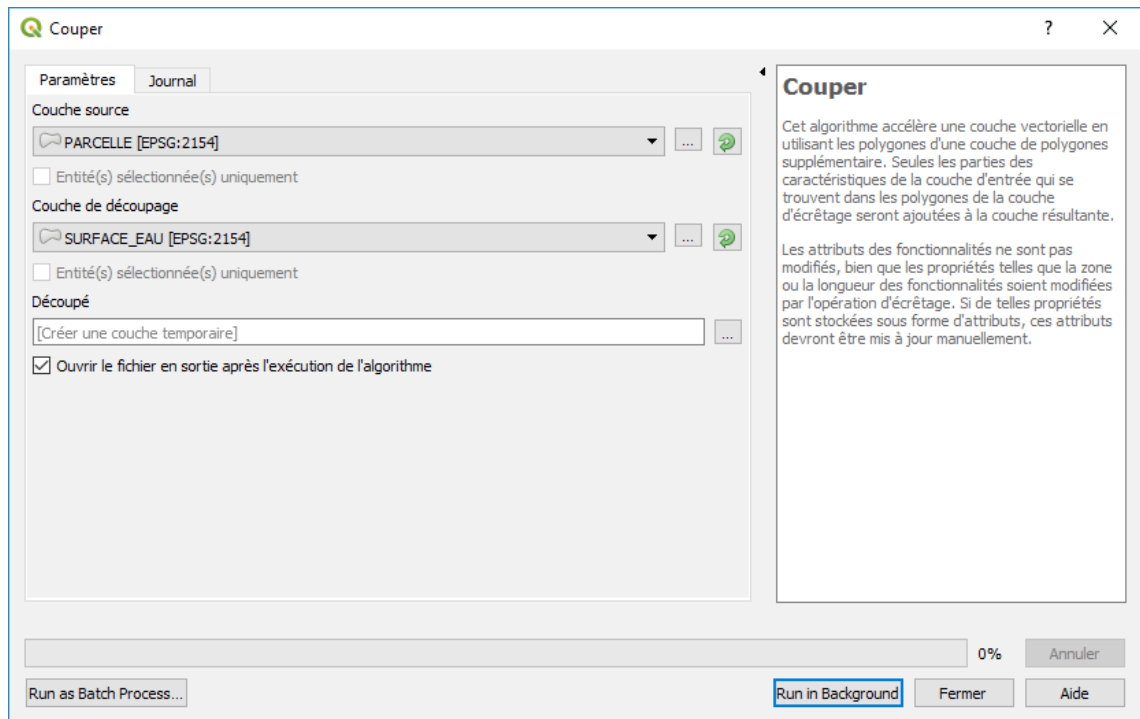 Couper
?
Paramètres
Journal
Couche source
PARCELLE [EPSG:2154]
...
Entité(s) sélectionnée(s) uniquement
Couche de découpage
SURFACE_EAU [EPSG:2154]
...
Entité(s) sélectionnée(s) uniquement
Découpé
[Créer une couche temporaire]
...
Ouvrir le fichier en sortie après l'exécution de l'algorithme
Couper
Cet algorithme accélère une couche vectorielle en
utilisant les polygones d'une couche de polygones
supplémentaire. Seules les parties des
caractéristiques de la couche d'entrée qui se
trouvent dans les polygones de la couche
d'écrêtage seront ajoutées à la couche résultante.
Les attributs des fonctionnalités ne sont pas
modifiés, bien que les propriétés telles que la zone
ou la longueur des fonctionnalités soient modifiées
par l'opération d'écrêtage. Si de telles propriétés
sont stockées sous forme d'attributs, ces attributs
devront être mis à jour manuellement.
0%
Annuler
Run as Batch Process...
Run in Background
Fermer
Aide